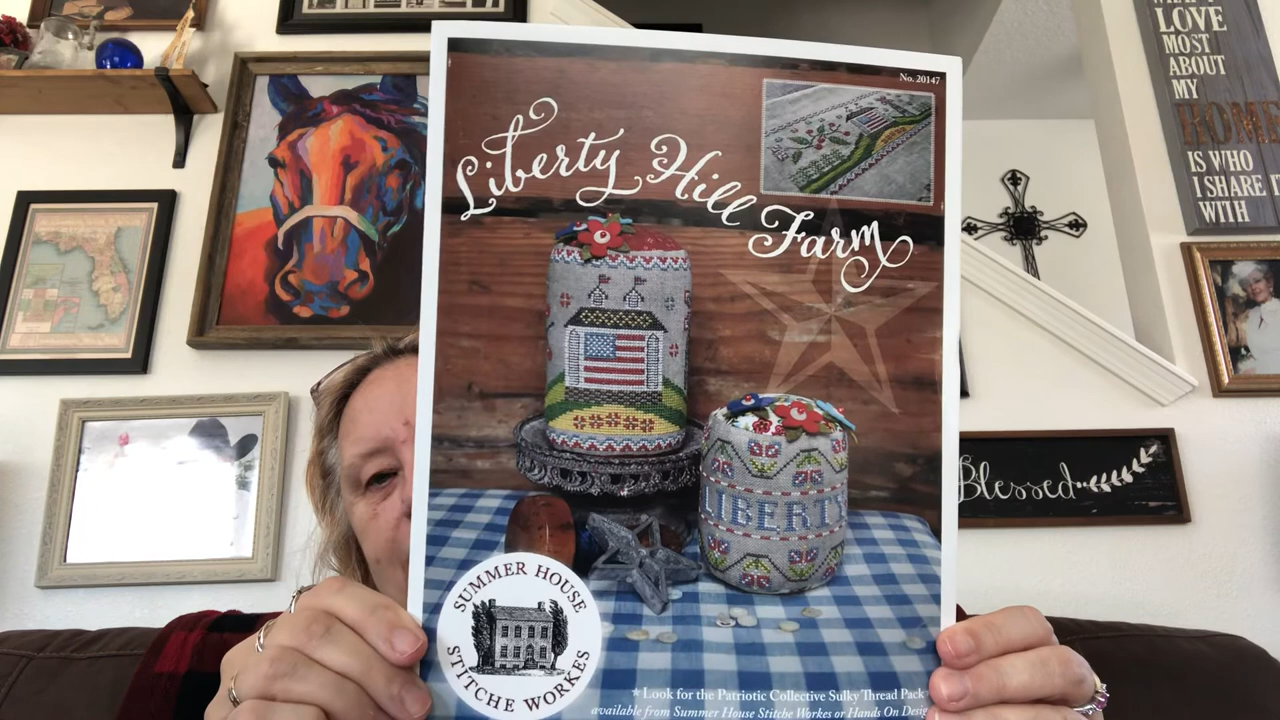 No. 20147
Liberty Hill Farm
LIBERTY
SUMMER HOUSE
STITCHE WORKES
★ Look for the Patriotic Collective Sulky Thread Pack
available from Summer House Stitche Workes or Hands On
LOVE
MOST
ABOUT
MY
HOME
IS WHO
I SHARE
WITH
Blessed